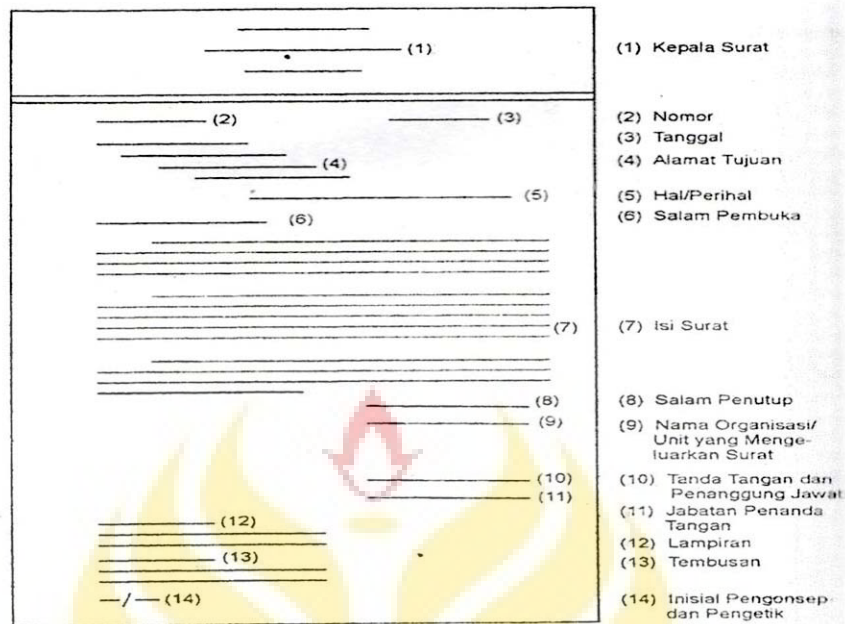 (1)
(1) Kepala Surat
(2)
(3)
(2) Nomor
(3) Tanggal
(4)
(4) Alamat Tujuan
(5)
(5) Hal/Perihal
(6)
(6) Salam Pembuka
(7)
(7) Isi Surat
(8)
(8) Salam Penutup
(9)
(9) Nama Organisasi/
Unit yang Menge-
luarkan Surat
(10)
(10) Tanda Tangan dan
Penanggung Jawab
(11)
(11) Jabatan Penanda
Tangan
(12)
(12) Lampiran
(13)
(13) Tembusan
— / — (14)
(14) Inisial Pengonsep
dan Pengetik